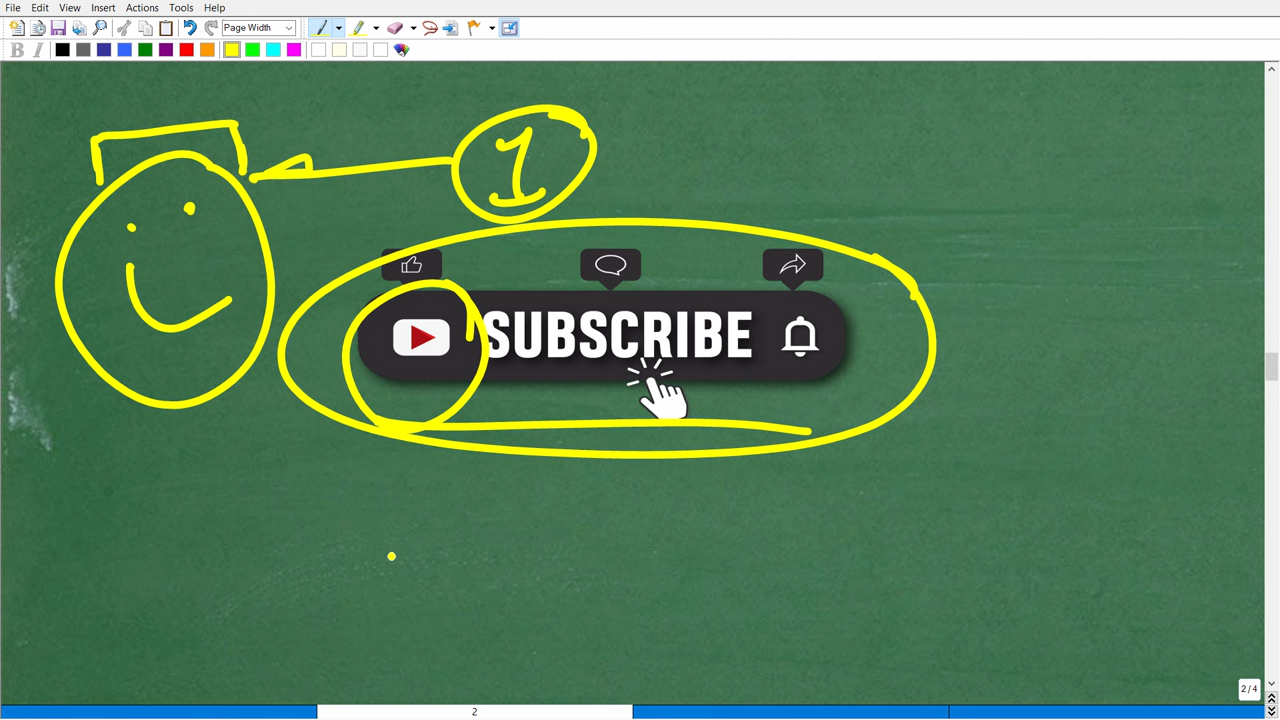 File Edit View Insert Actions Tools Help
Page Width
B I
1
SUBSCRIBE
2 / 4
2